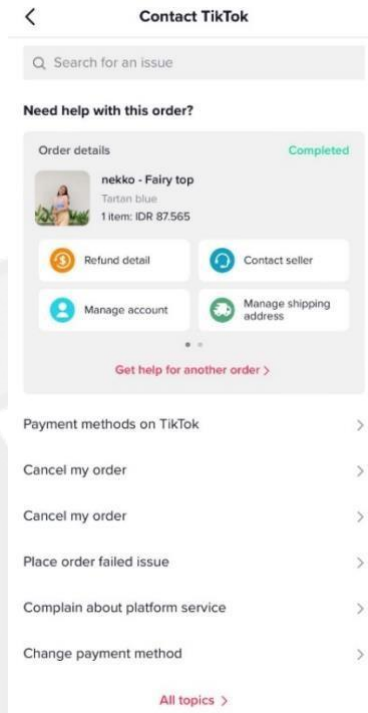 Contact TikTok
Search for an issue
Need help with this order?
Order details
Completed
nekko - Fairy top
Tartan blue
1 item: IDR 87.565
Refund detail
Contact seller
Manage account
Manage shipping
address
Get help for another order >
Payment methods on TikTok
Cancel my order
Cancel my order
Place order failed issue
Complain about platform service
Change payment method
All topics >